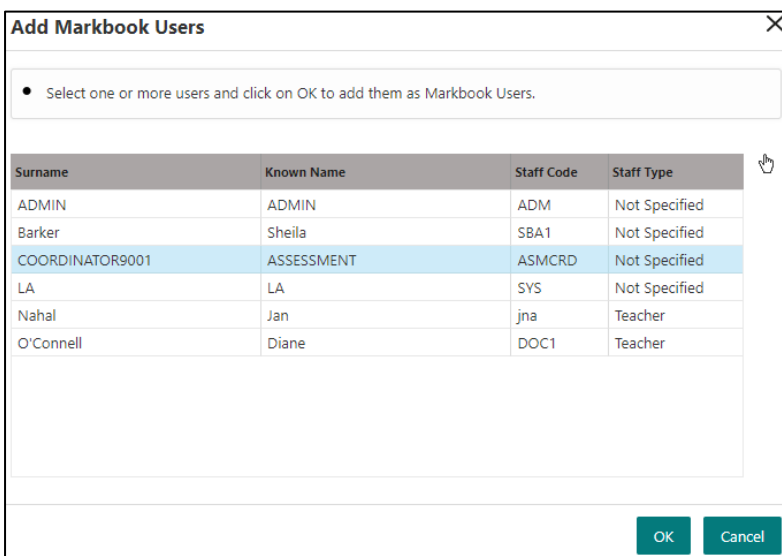 Add Markbook Users
Select one or more users and click on OK to add them as Markbook Users.
Surname Known Name Staff Code Staff Type
ADMIN ADMIN ADM Not Specified
Barker Sheila SBA1 Not Specified
COORDINATOR9001 ASSESSMENT ASMCRD Not Specified
LA LA SYS Not Specified
Nahal Jan jna Teacher
O'Connell Diane DOC1 Teacher
OK Cancel